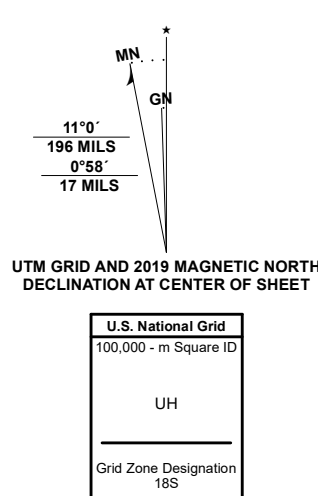 ★
MN
GN
11°0´
196 MILS
0°58´
17 MILS
UTM GRID AND 2019 MAGNETIC NORTH
DECLINATION AT CENTER OF SHEET
U.S. National Grid
100,000 - m Square ID
UH
Grid Zone Designation
18S